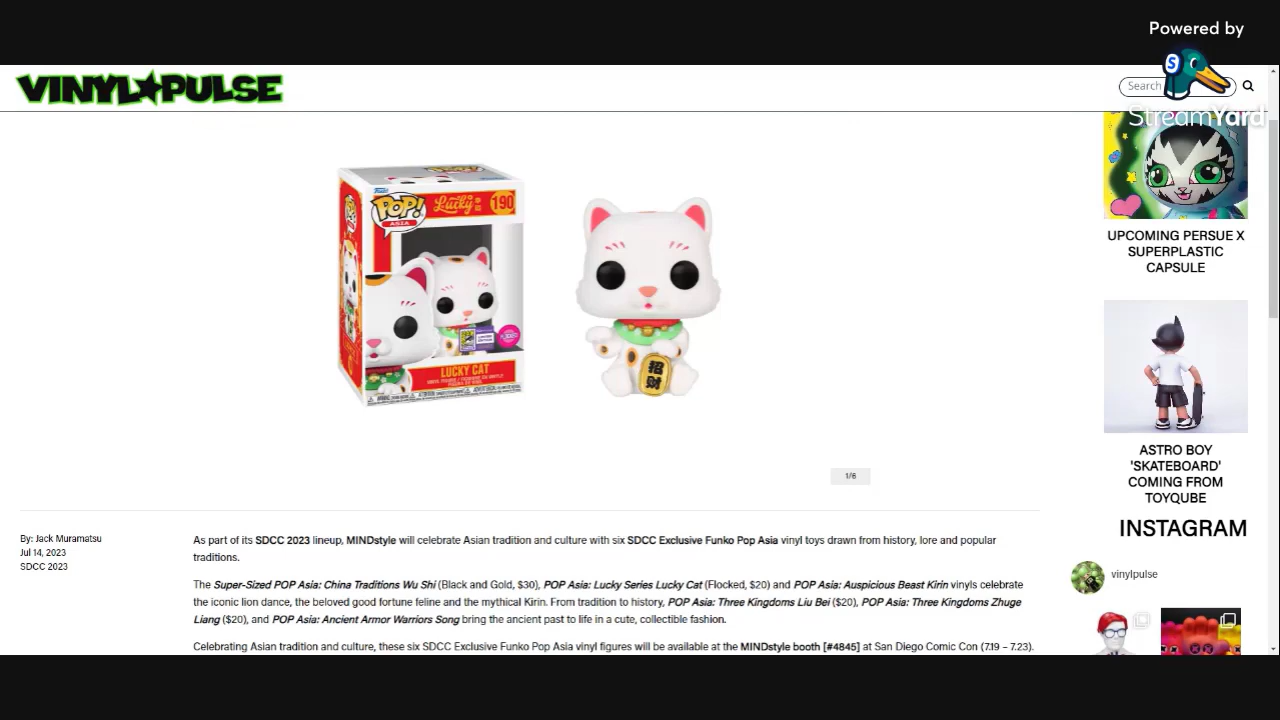 Powered by
StreamYard
VINYL★PULSE
Search
POP!
ASIA
Lucky
190
LUCKY CAT
招
财
UPCOMING PERSUE X
SUPERPLASTIC
CAPSULE
ASTRO BOY
'SKATEBOARD'
COMING FROM
TOYQUBE
INSTAGRAM
vinylpulse
1/6
By: Jack Muramatsu
Jul 14, 2023
SDCC 2023
As part of its SDCC 2023 lineup, MINDstyle will celebrate Asian tradition and culture with six SDCC Exclusive Funko Pop Asia vinyl toys drawn from history, lore and popular
traditions.
The Super-Sized POP Asia: China Traditions Wu Shi (Black and Gold, $30), POP Asia: Lucky Series Lucky Cat (Flocked, $20) and POP Asia: Auspicious Beast Kirin vinyls celebrate
the iconic lion dance, the beloved good fortune feline and the mythical Kirin. From tradition to history, POP Asia: Three Kingdoms Liu Bei ($20), POP Asia: Three Kingdoms Zhuge
Liang ($20), and POP Asia: Ancient Armor Warriors Song bring the ancient past to life in a cute, collectible fashion.
Celebrating Asian tradition and culture, these six SDCC Exclusive Funko Pop Asia vinyl figures will be available at the MINDstyle booth [#4845] at San Diego Comic Con (7.19 – 7.23).